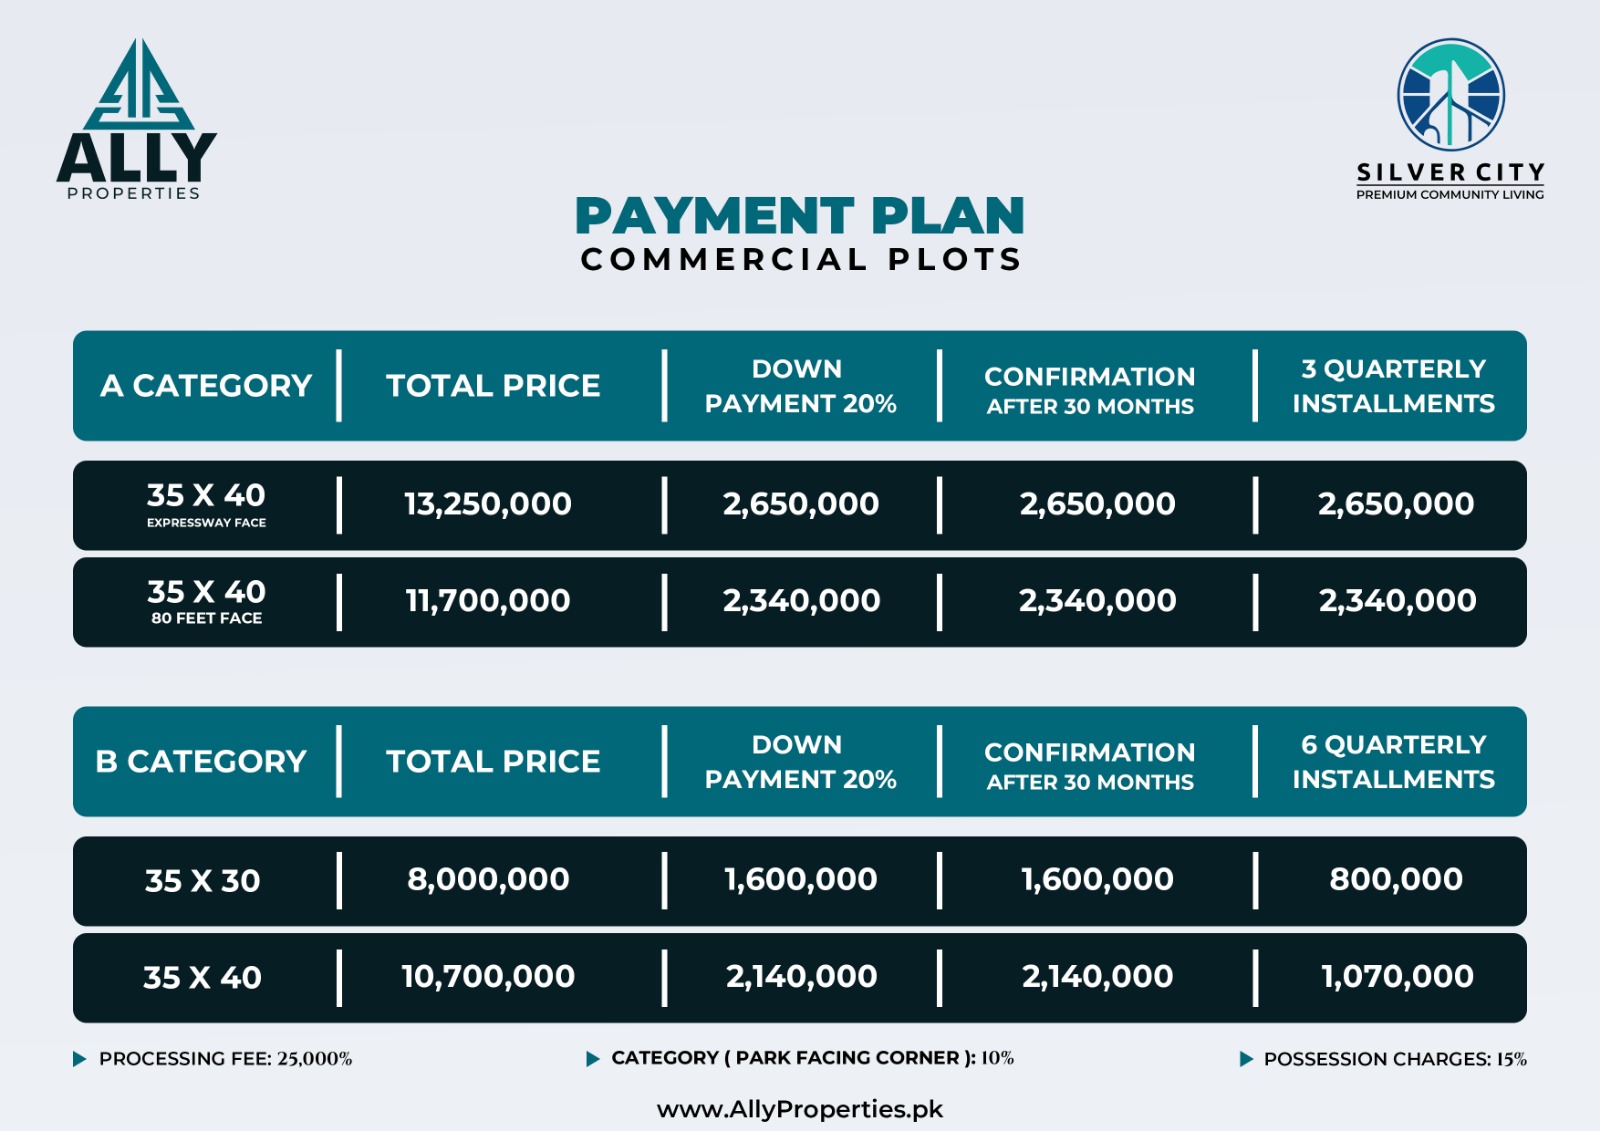 ALLY
PROPERTIES
SILVER CITY
PREMIUM COMMUNITY LIVING
PAYMENT PLAN
COMMERCIAL PLOTS
A CATEGORY
TOTAL PRICE
DOWN
PAYMENT 20%
CONFIRMATION
AFTER 30 MONTHS
3 QUARTERLY
INSTALLMENTS
35 X 40
EXPRESSWAY FACE
13,250,000
2,650,000
2,650,000
2,650,000
35 X 40
80 FEET FACE
11,700,000
2,340,000
2,340,000
2,340,000
B CATEGORY
TOTAL PRICE
DOWN
PAYMENT 20%
CONFIRMATION
AFTER 30 MONTHS
6 QUARTERLY
INSTALLMENTS
35 X 30
8,000,000
1,600,000
1,600,000
800,000
35 X 40
10,700,000
2,140,000
2,140,000
1,070,000
PROCESSING FEE: 25,000%
CATEGORY ( PARK FACING CORNER ): 10%
POSSESSION CHARGES: 15%
www.AllyProperties.pk